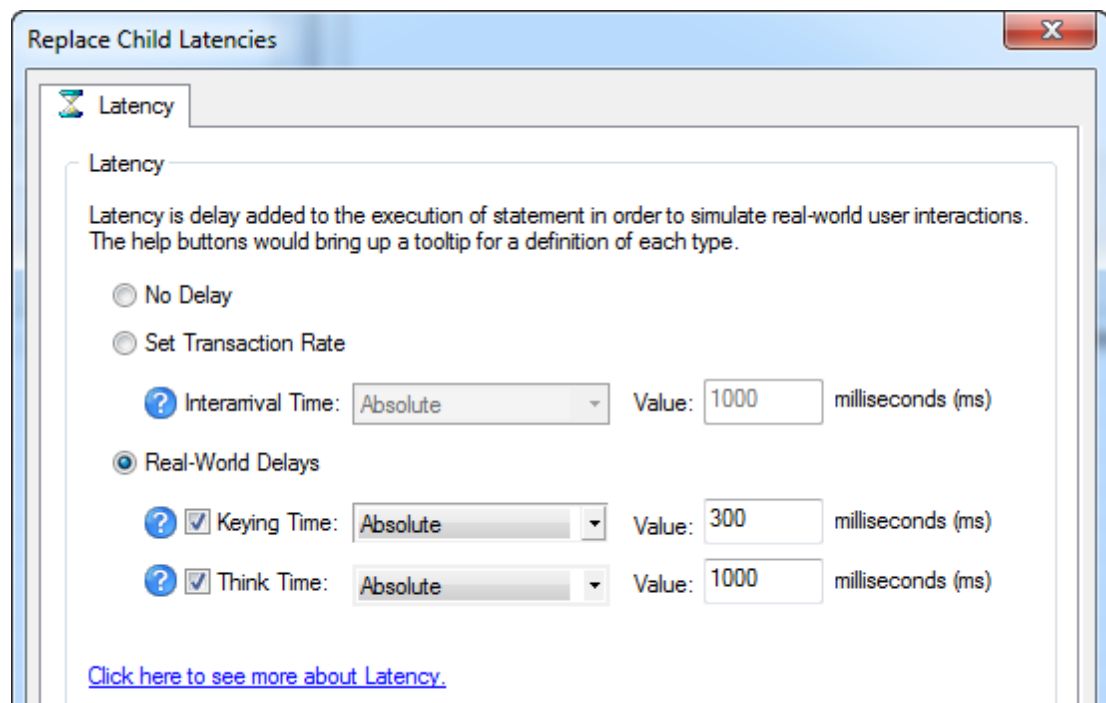 Replace Child Latencies
Latency
Latency
Latency is delay added to the execution of statement in order to simulate real-world user interactions.
The help buttons would bring up a tooltip for a definition of each type.
No Delay
Set Transaction Rate
? Interarrival Time: Absolute Value: 1000 milliseconds (ms)
Real-World Delays
? Keying Time: Absolute Value: 300 milliseconds (ms)
? Think Time: Absolute Value: 1000 milliseconds (ms)
Click here to see more about Latency.